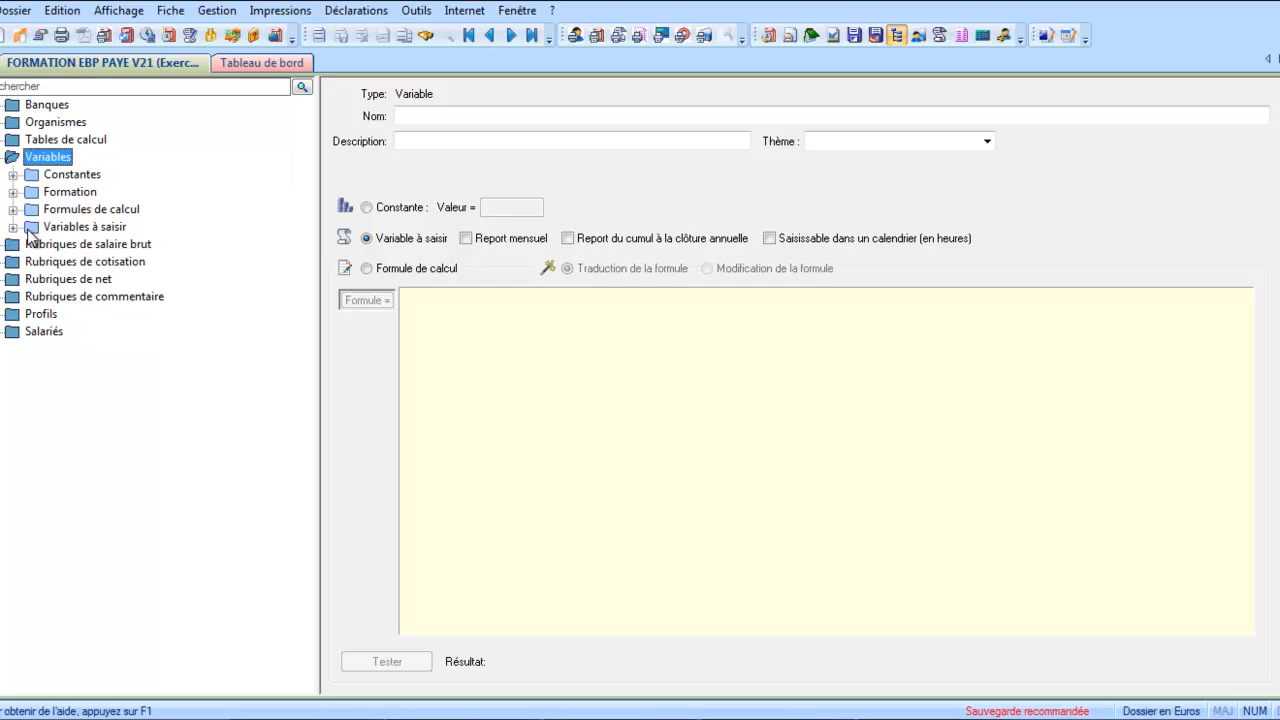 Dossier Edition Affichage Fiche Gestion Impressions Déclarations Outils Internet Fenêtre ?
FORMATION EBP PAYE V21 (Exerc... Tableau de bord
chercher
Banques
Organismes
Tables de calcul
Variables
Constantes
Formation
Formules de calcul
Variables à saisir
Rubriques de salaire brut
Rubriques de cotisation
Rubriques de net
Rubriques de commentaire
Profils
Salariés
Type: Variable
Nom:
Description: Thème :
Constante : Valeur =
Variable à saisir Report mensuel Report du cumul à la clôture annuelle Saisissable dans un calendrier (en heures)
Formule de calcul Traduction de la formule Modification de la formule
Formule =
Tester Résultat:
r obtenir de l'aide, appuyez sur F1 Sauvegarde recommandée Dossier en Euros MAJ NUM